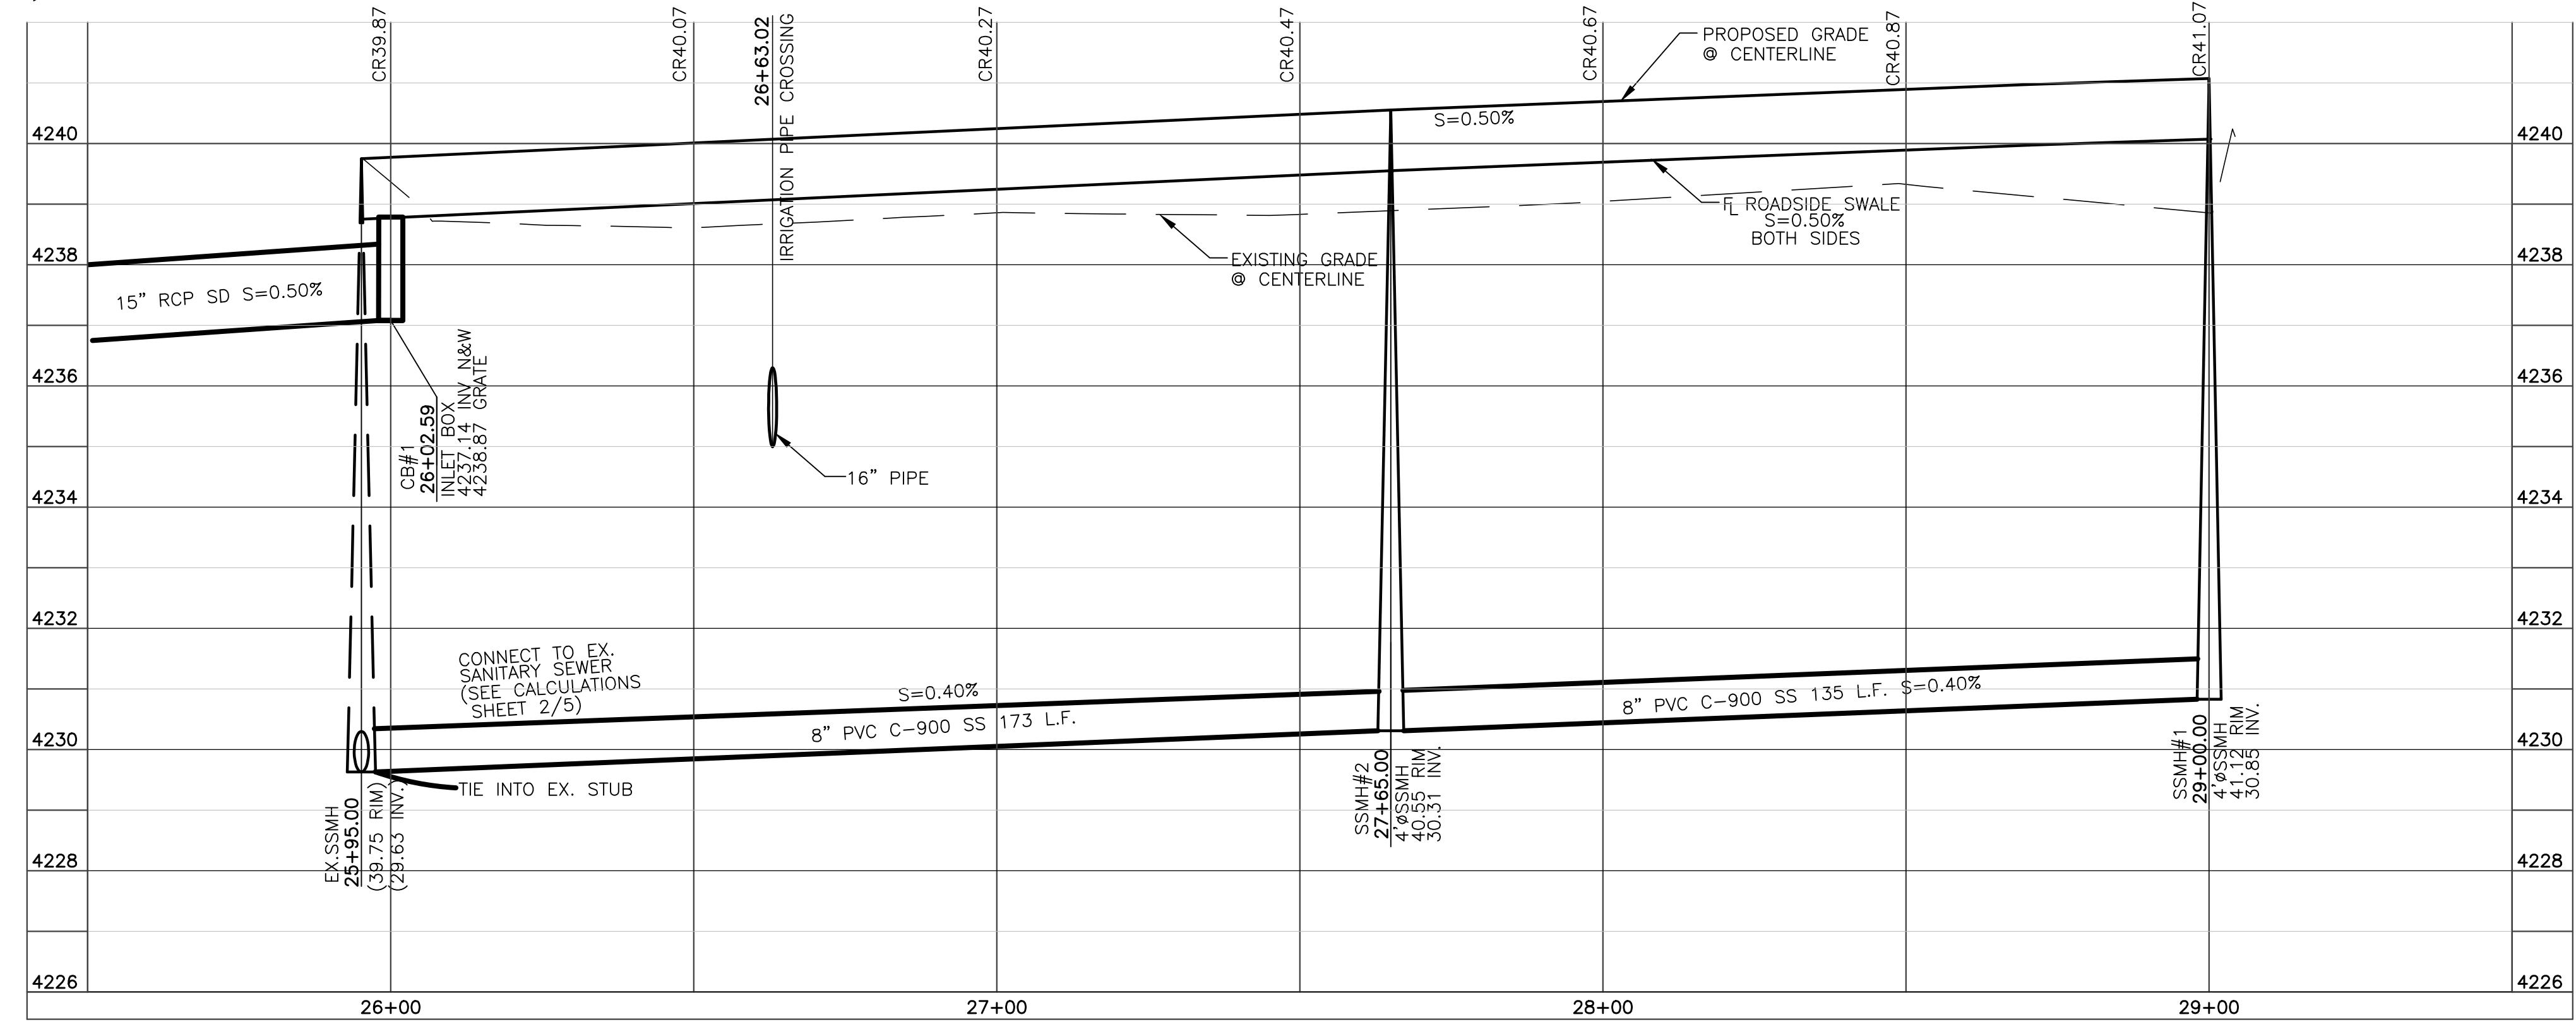 CR39.87
CR40.07
26+63.02
IRRIGATION PIPE CROSSING
CR40.27
CR40.47
CR40.67
CR40.87
CR41.07
PROPOSED GRADE
@ CENTERLINE
S=0.50%
4240
4240
FL ROADSIDE SWALE
S=0.50%
BOTH SIDES
EXISTING GRADE
@ CENTERLINE
4238
4238
15" RCP SD S=0.50%
4236
4236
CB#1
26+02.59
INLET BOX
4237.14 INV N&W
4238.87 GRATE
16" PIPE
4234
4234
4232
4232
CONNECT TO EX.
SANITARY SEWER
(SEE CALCULATIONS
SHEET 2/5)
S=0.40%
8" PVC C-900 SS 173 L.F.
8" PVC C-900 SS 135 L.F. S=0.40%
4230
4230
TIE INTO EX. STUB
EX.SSMH
25+95.00
(39.75 RIM)
(29.63 INV.)
SSMH#2
27+65.00
4'øSSMH
40.55 RIM
30.31 INV.
SSMH#1
29+00.00
4'øSSMH
41.12 RIM
30.85 INV.
4228
4228
4226
4226
26+00
27+00
28+00
29+00